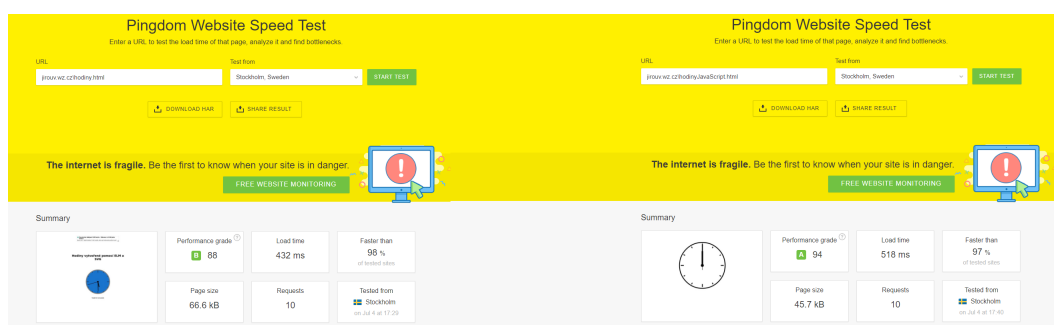 Pingdom Website Speed Test
Enter a URL to test the load time of that page, analyze it and find bottlenecks.
URL
Test from
jirouv.wz.cz/hodiny.html
Stockholm, Sweden
START TEST
DOWNLOAD HAR
SHARE RESULT
The internet is fragile. Be the first to know when your site is in danger.
FREE WEBSITE MONITORING
Summary
Hodiny vytvořené pomocí XLM a
Performance grade ?
B 88
Load time
432 ms
Faster than
98 %
of tested sites
Page size
66.6 kB
Requests
10
Tested from
Stockholm
on Jul 4 at 17:29
Pingdom Website Speed Test
Enter a URL to test the load time of that page, analyze it and find bottlenecks.
URL
Test from
jirouv.wz.cz/hodinyJavaScript.html
Stockholm, Sweden
START TEST
DOWNLOAD HAR
SHARE RESULT
The internet is fragile. Be the first to know when your site is in danger.
FREE WEBSITE MONITORING
Summary
Performance grade ?
A 94
Load time
518 ms
Faster than
97 %
of tested sites
Page size
45.7 kB
Requests
10
Tested from
Stockholm
on Jul 4 at 17:40